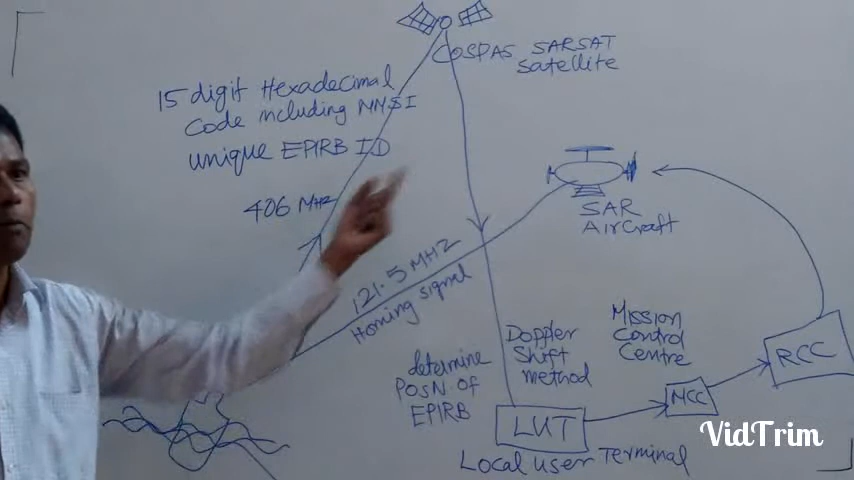 COSPAS SARSAT
Satellite
15 digit Hexadecimal
Code including MMSI
unique EPIRB ID
406 MHz
SAR
AirCraft
121.5 MHZ
Homing signal
determine
POSN. OF
EPIRB
Doppler
Shift
method
Mission
Control
Centre
RCC
MCC
LUT
Local User Terminal
VidTrim